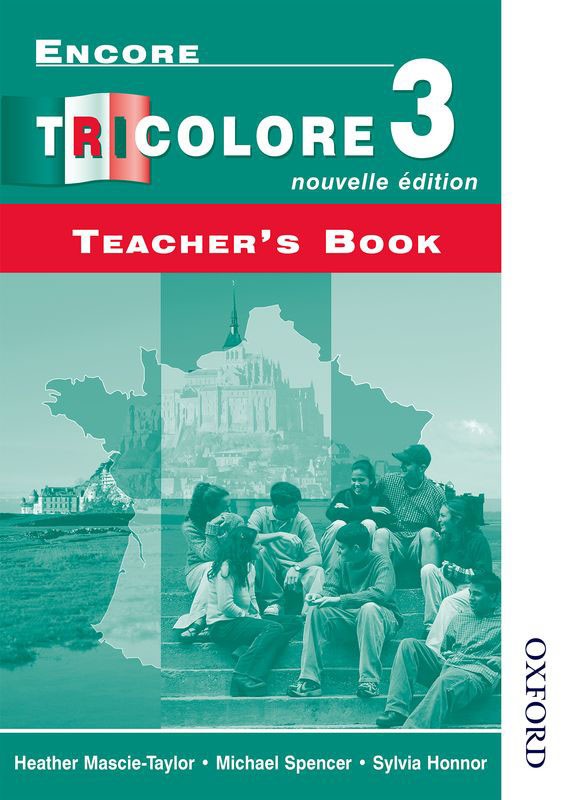 ENCORE
TRICOLORE 3
nouvelle édition
TEACHER'S BOOK
Heather Mascie-Taylor • Michael Spencer • Sylvia Honnor
OXFORD